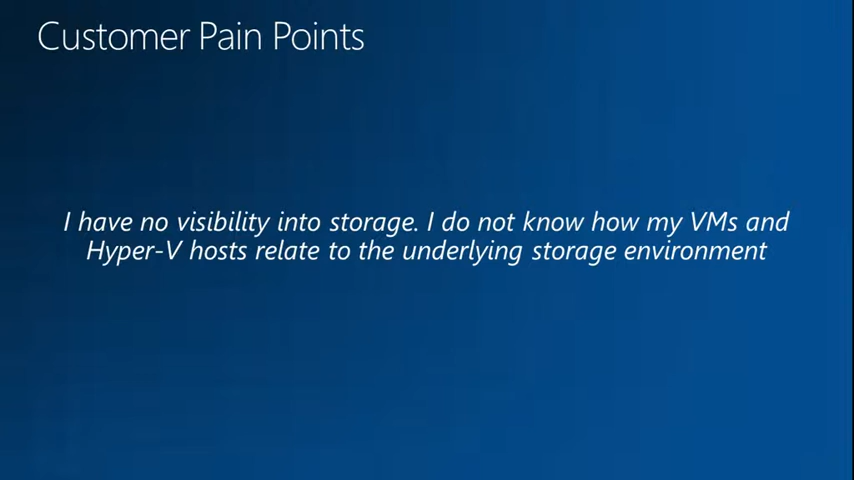 Customer Pain Points
I have no visibility into storage. I do not know how my VMs and
Hyper-V hosts relate to the underlying storage environment